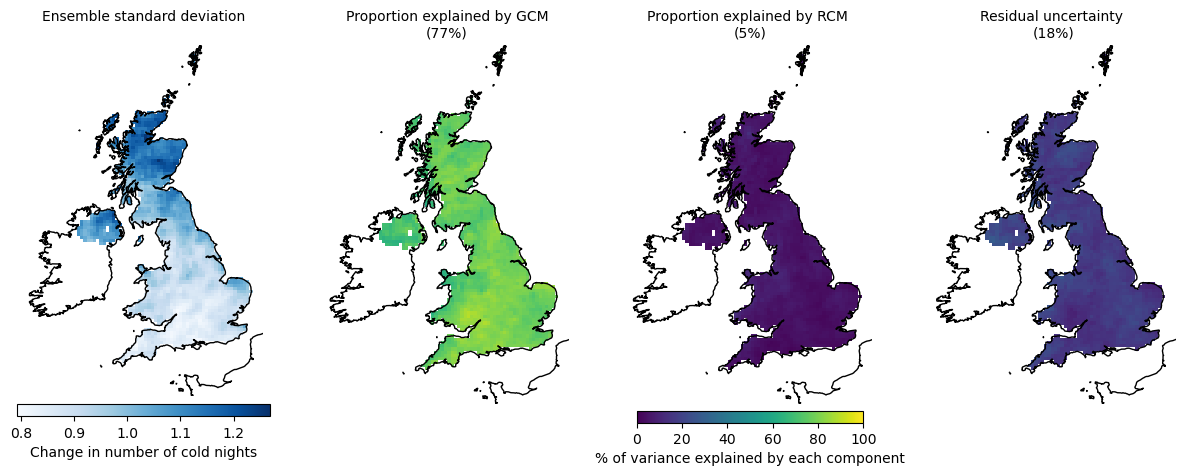 Ensemble standard deviation
Proportion explained by GCM
(77%)
Proportion explained by RCM
(5%)
Residual uncertainty
(18%)
0.8 0.9 1.0 1.1 1.2
Change in number of cold nights
0 20 40 60 80 100
% of variance explained by each component